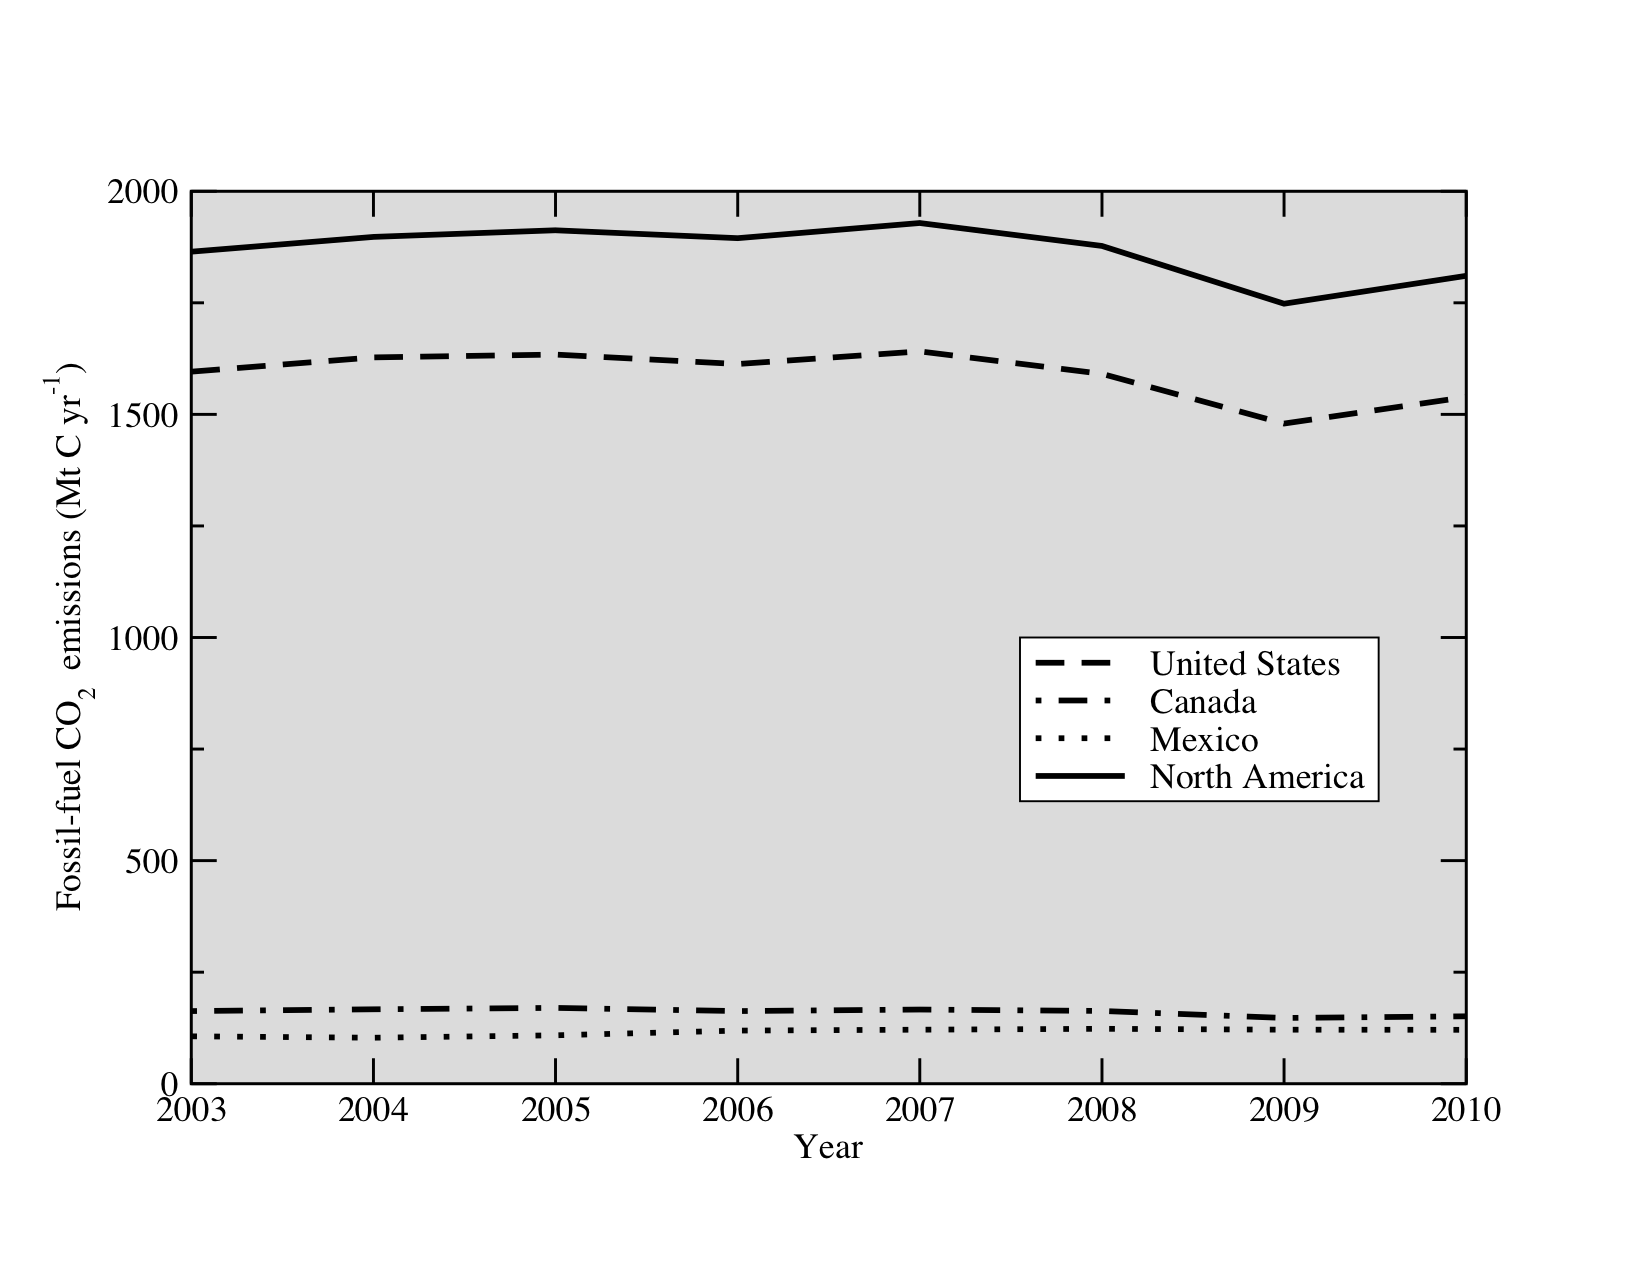 2000
1500
1000
500
0
Fossil-fuel CO2 emissions (Mt C yr-1)
United States
Canada
Mexico
North America
2003 2004 2005 2006 2007 2008 2009 2010
Year